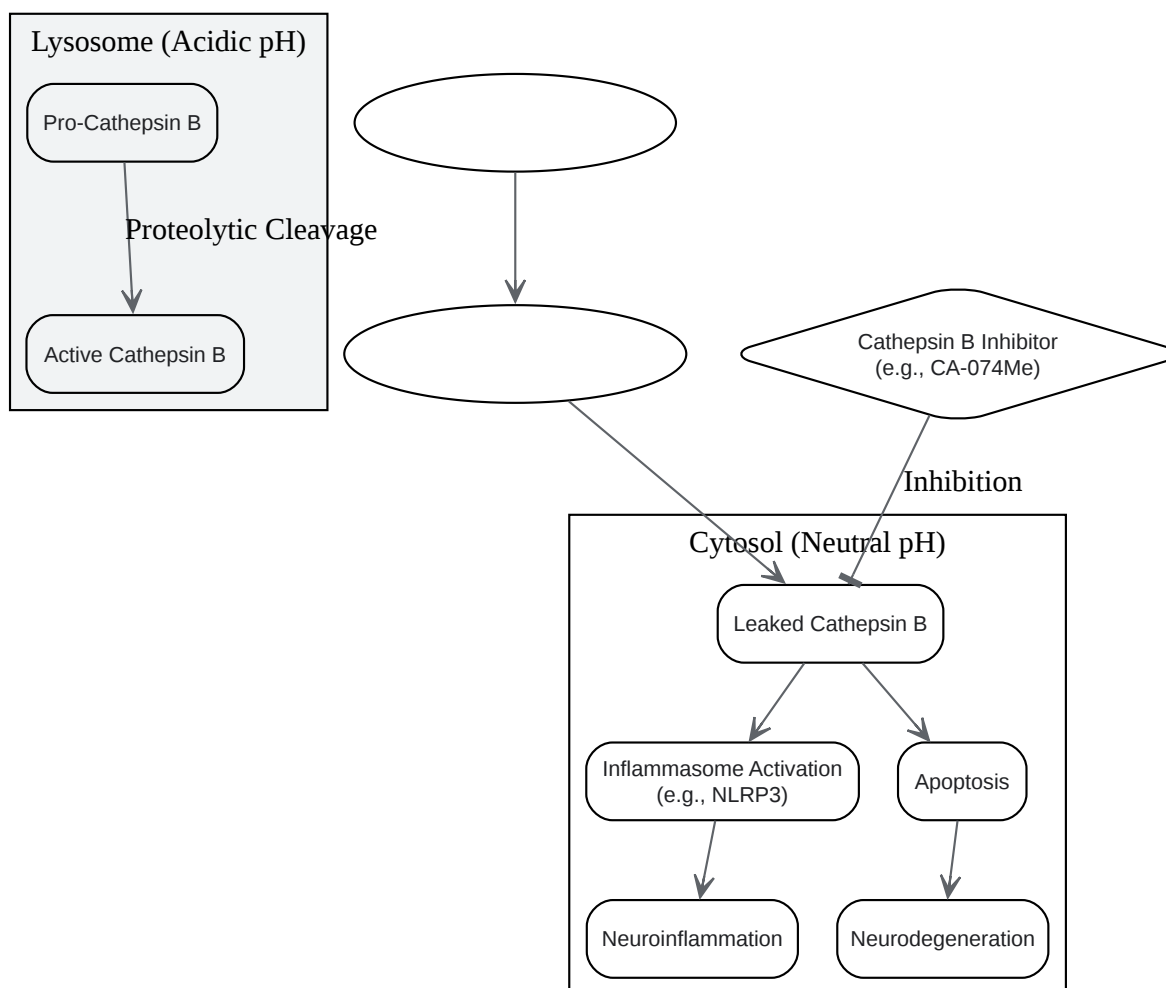 Lysosome (Acidic pH)
Pro-Cathepsin B
Proteolytic Cleavage
Active Cathepsin B
Cathepsin B Inhibitor
(e.g., CA-074Me)
Inhibition
Cytosol (Neutral pH)
Leaked Cathepsin B
Inflammasome Activation
(e.g., NLRP3)
Apoptosis
Neuroinflammation
Neurodegeneration